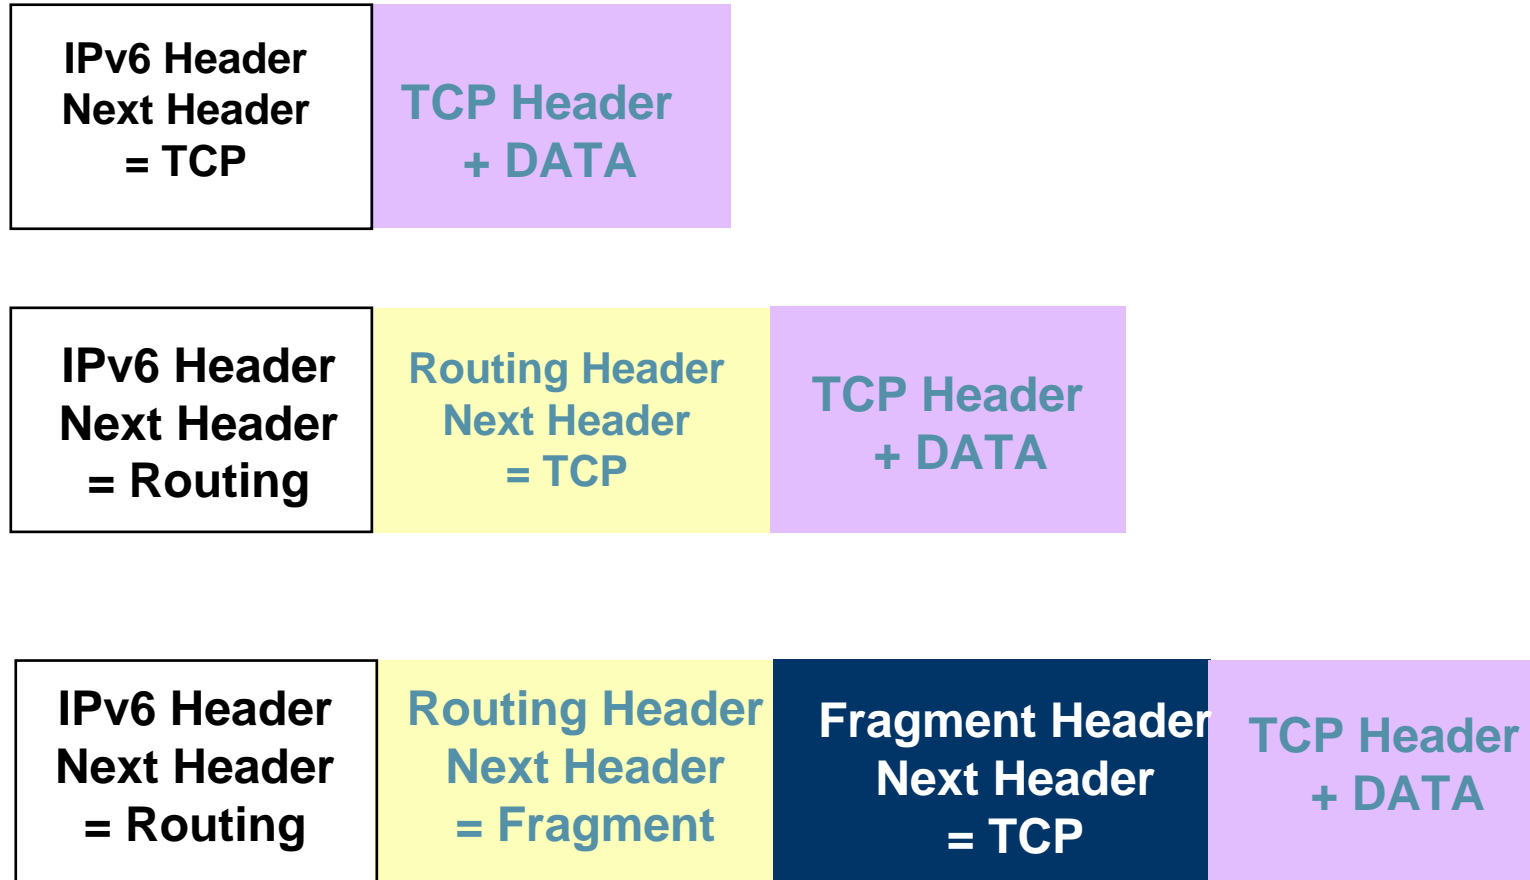 IPv6 Header
Next Header
= TCP
TCP Header
+ DATA
IPv6 Header
Next Header
= Routing
Routing Header
Next Header
= TCP
TCP Header
+ DATA
IPv6 Header
Next Header
= Routing
Routing Header
Next Header
= Fragment
Fragment Header
Next Header
= TCP
TCP Header
+ DATA